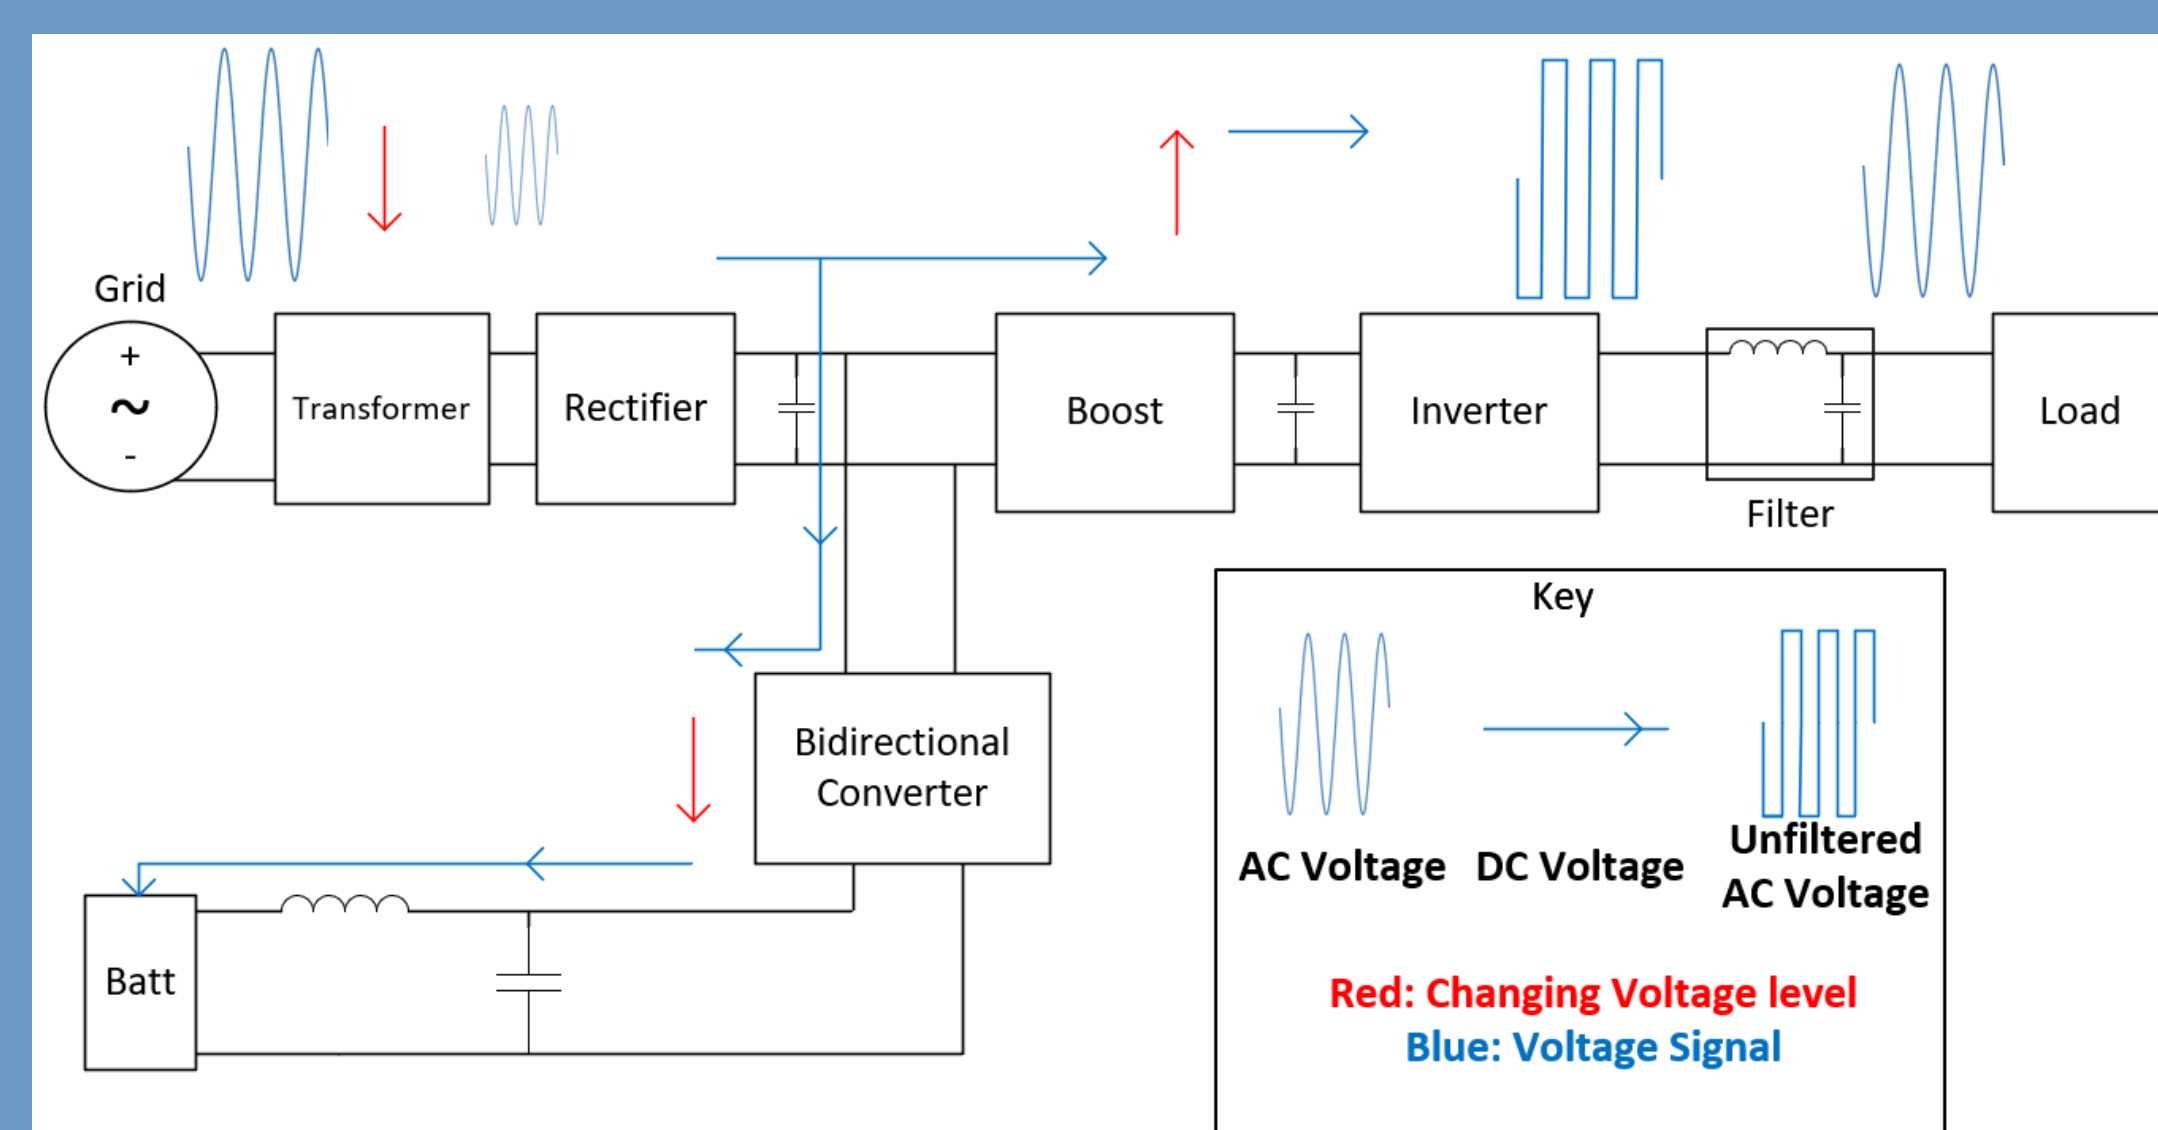 Grid
+
~
-
Transformer
Rectifier
Boost
Inverter
Filter
Load
Bidirectional
Converter
Batt
Key
AC Voltage
DC Voltage
Unfiltered
AC Voltage
Red: Changing Voltage level
Blue: Voltage Signal